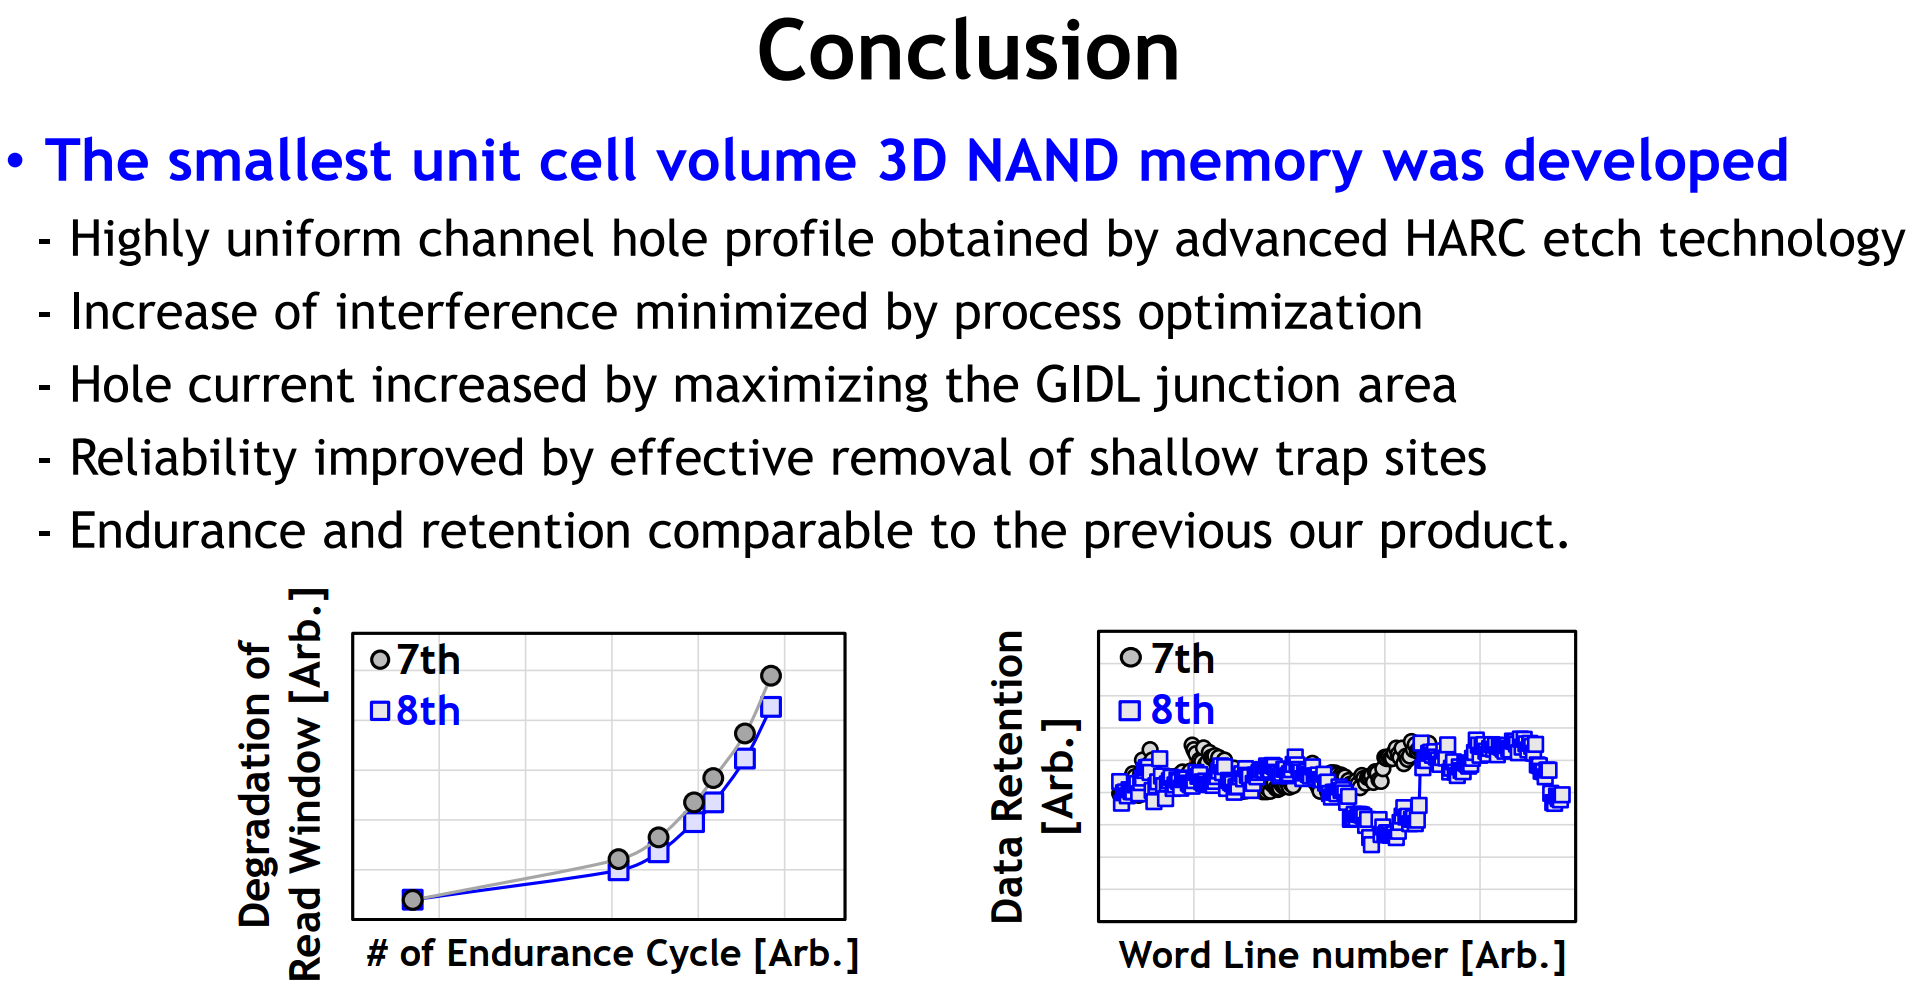 Conclusion
• The smallest unit cell volume 3D NAND memory was developed
- Highly uniform channel hole profile obtained by advanced HARC etch technology
- Increase of interference minimized by process optimization
- Hole current increased by maximizing the GIDL junction area
- Reliability improved by effective removal of shallow trap sites
- Endurance and retention comparable to the previous our product.
Degradation of
Read Window [Arb.]
7th
8th
# of Endurance Cycle [Arb.]
Data Retention
[Arb.]
7th
8th
Word Line number [Arb.]